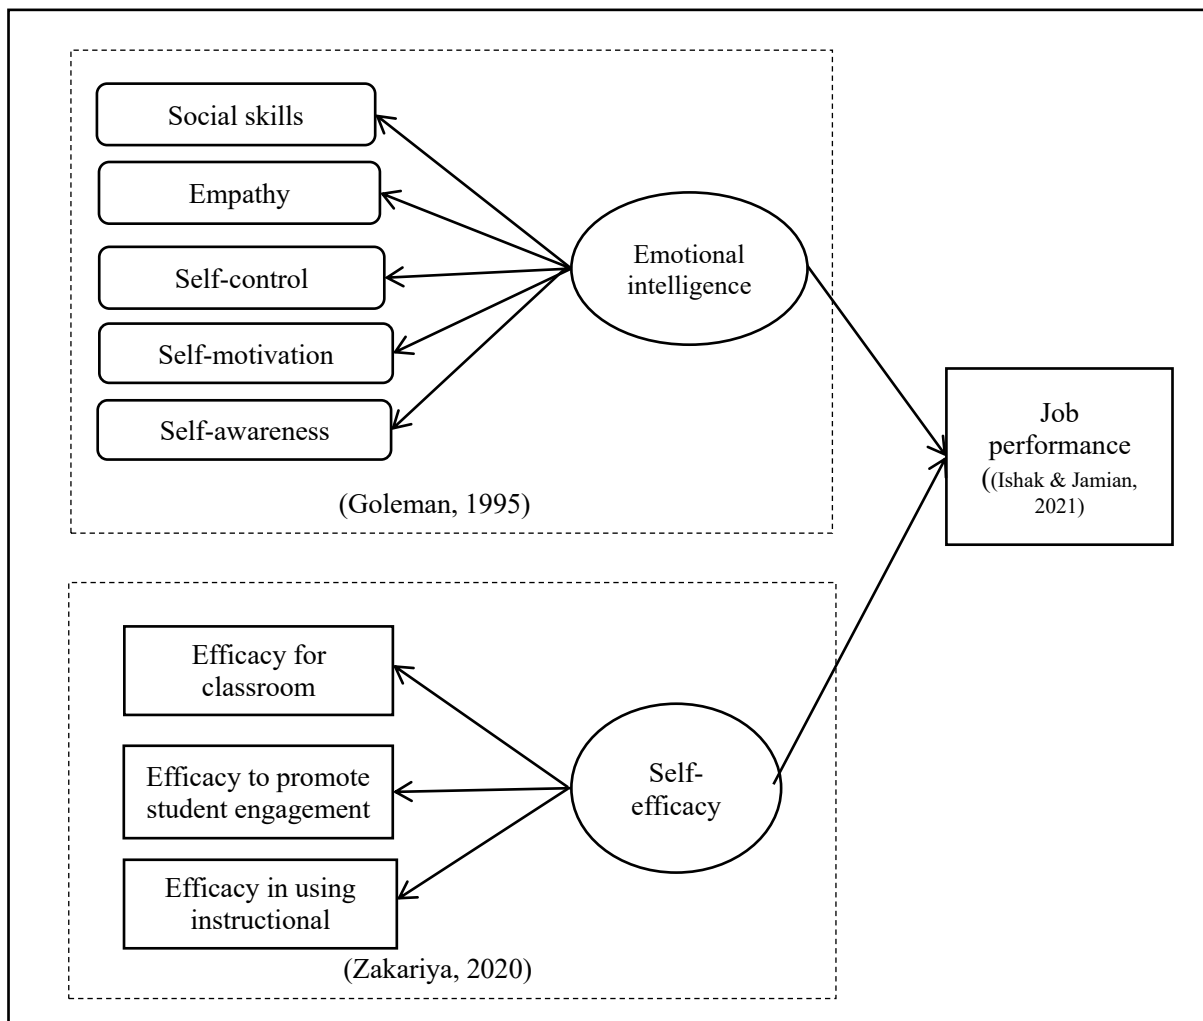 Social skills
Empathy
Self-control
Self-motivation
Self-awareness
(Goleman, 1995)
Emotional
intelligence
Job
performance
((Ishak & Jamian,
2021)
Efficacy for
classroom
Efficacy to promote
student engagement
Efficacy in using
instructional
(Zakariya, 2020)
Self-
efficacy